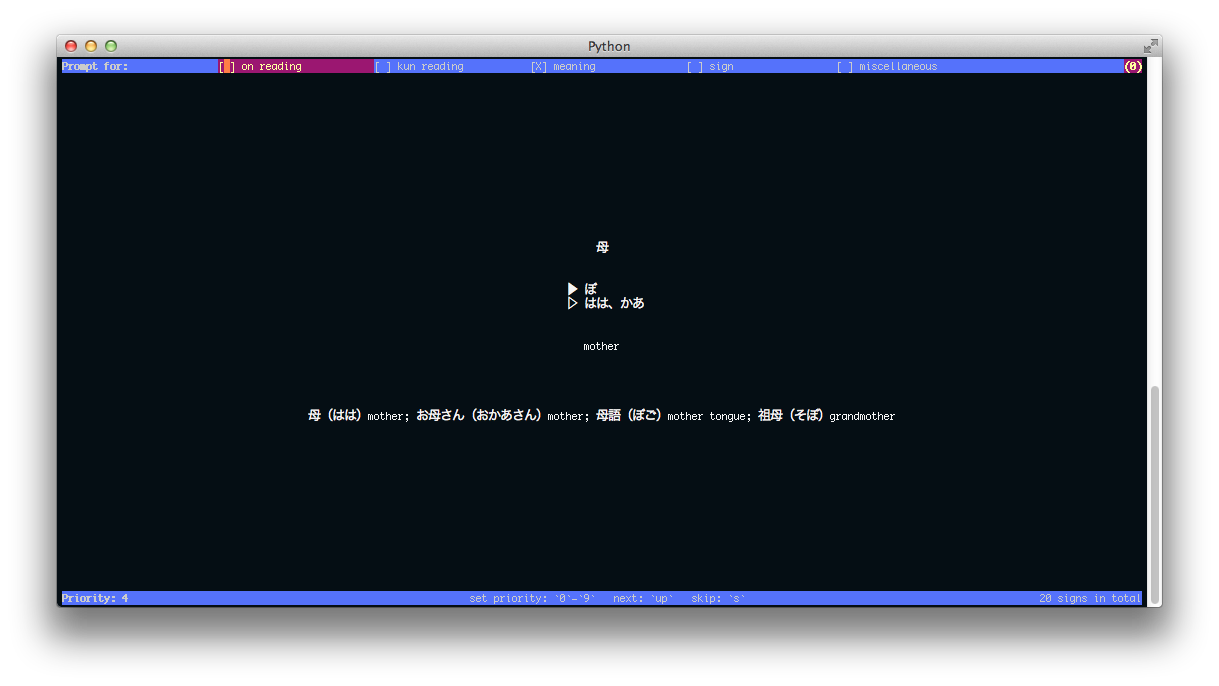 Python
Prompt for: [ ] on reading [ ] kun reading [X] meaning [ ] sign [ ] miscellaneous (0)
母
▶ ぼ
▷ はは、かあ
mother
母（はは）mother; お母さん（おかあさん）mother; 母語（ぼご）mother tongue; 祖母（そぼ）grandmother
Priority: 4 set priority: `0`-`9` next: `up` skip: `s` 20 signs in total